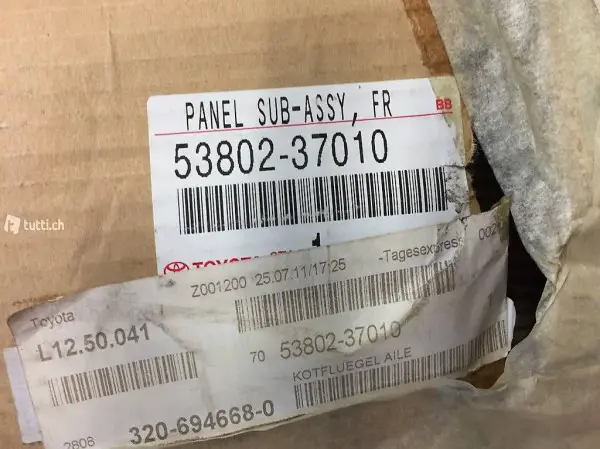 PANEL SUB-ASSY, FR BB
53802-37010
TOYOTA
tutti.ch
Z001200 25.07.11/17:25 -Tagesexpress
Toyota
L12.50.041
70 53802-37010
KOTFLUEGEL AILE
2806 320-694668-0